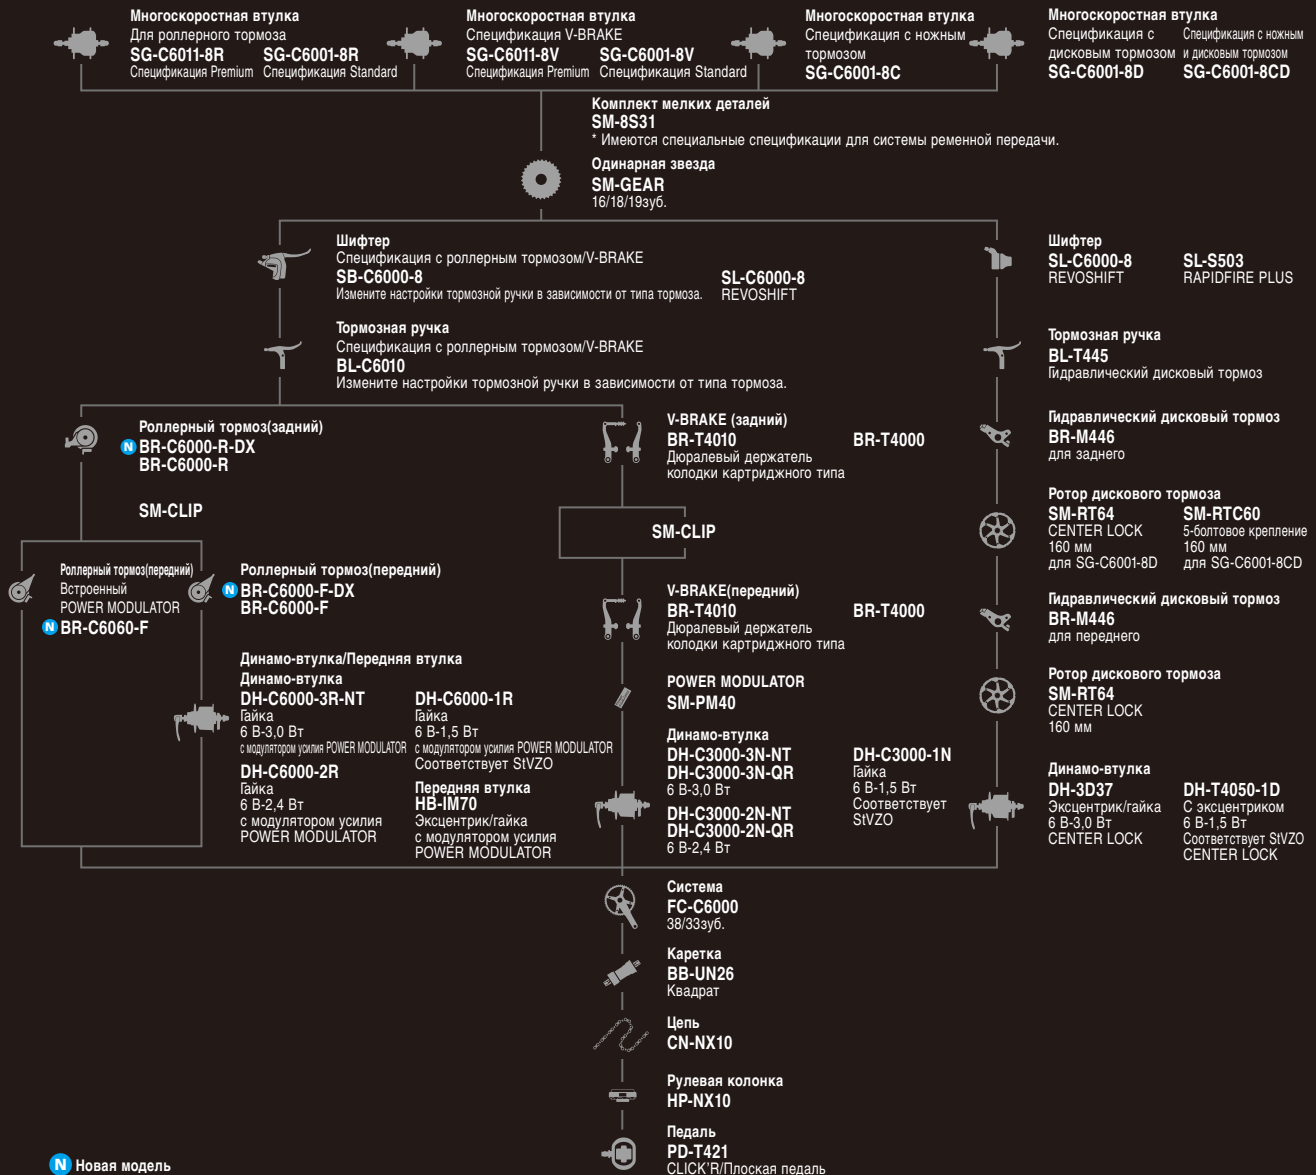 Многоскоростная втулка
Для роллерного тормоза
SG-C6011-8R
Спецификация Premium
SG-C6001-8R
Спецификация Standard
Многоскоростная втулка
Спецификация V-BRAKE
SG-C6011-8V
Спецификация Premium
SG-C6001-8V
Спецификация Standard
Многоскоростная втулка
Спецификация с ножным
тормозом
SG-C6001-8C
Многоскоростная втулка
Спецификация с
дисковым тормозом
SG-C6001-8D
Спецификация с ножным
и дисковым тормозом
SG-C6001-8CD
Комплект мелких деталей
SM-8S31
* Имеются специальные спецификации для системы ременной передачи.
Одинарная звезда
SM-GEAR
16/18/19зуб.
Шифтер
Спецификация с роллерным тормозом/V-BRAKE
SB-C6000-8
Измените настройки тормозной ручки в зависимости от типа тормоза.
SL-C6000-8
REVOSHIFT
Тормозная ручка
Спецификация с роллерным тормозом/V-BRAKE
BL-C6010
Измените настройки тормозной ручки в зависимости от типа тормоза.
Шифтер
SL-C6000-8
REVOSHIFT
SL-S503
RAPIDFIRE PLUS
Тормозная ручка
BL-T445
Гидравлический дисковый тормоз
Роллерный тормоз(задний)
N BR-C6000-R-DX
BR-C6000-R
SM-CLIP
Роллерный тормоз(передний)
Встроенный
POWER MODULATOR
N BR-C6060-F
Роллерный тормоз(передний)
N BR-C6000-F-DX
BR-C6000-F
Динамо-втулка/Передняя втулка
Динамо-втулка
DH-C6000-3R-NT
Гайка
6 В-3,0 Вт
с модулятором усилия POWER MODULATOR
DH-C6000-2R
Гайка
6 В-2,4 Вт
с модулятором усилия
POWER MODULATOR
DH-C6000-1R
Гайка
6 В-1,5 Вт
с модулятором усилия POWER MODULATOR
Соответствует StVZO
Передняя втулка
HB-IM70
Эксцентрик/гайка
с модулятором усилия
POWER MODULATOR
V-BRAKE (задний)
BR-T4010
Дюралевый держатель
колодки картриджного типа
BR-T4000
SM-CLIP
V-BRAKE(передний)
BR-T4010
Дюралевый держатель
колодки картриджного типа
BR-T4000
POWER MODULATOR
SM-PM40
Динамо-втулка
DH-C3000-3N-NT
DH-C3000-3N-QR
6 В-3,0 Вт
DH-C3000-2N-NT
DH-C3000-2N-QR
6 В-2,4 Вт
DH-C3000-1N
Гайка
6 В-1,5 Вт
Соответствует
StVZO
Гидравлический дисковый тормоз
BR-M446
для заднего
Ротор дискового тормоза
SM-RT64
CENTER LOCK
160 мм
для SG-C6001-8D
SM-RTC60
5-болтовое крепление
160 мм
для SG-C6001-8CD
Гидравлический дисковый тормоз
BR-M446
для переднего
Ротор дискового тормоза
SM-RT64
CENTER LOCK
160 мм
Динамо-втулка
DH-3D37
Эксцентрик/гайка
6 В-3,0 Вт
CENTER LOCK
DH-T4050-1D
С эксцентриком
6 В-1,5 Вт
Соответствует StVZO
CENTER LOCK
Система
FC-C6000
38/33зуб.
Каретка
BB-UN26
Квадрат
Цепь
CN-NX10
Рулевая колонка
HP-NX10
Педаль
PD-T421
CLICK'R/Плоская педаль
N Новая модель